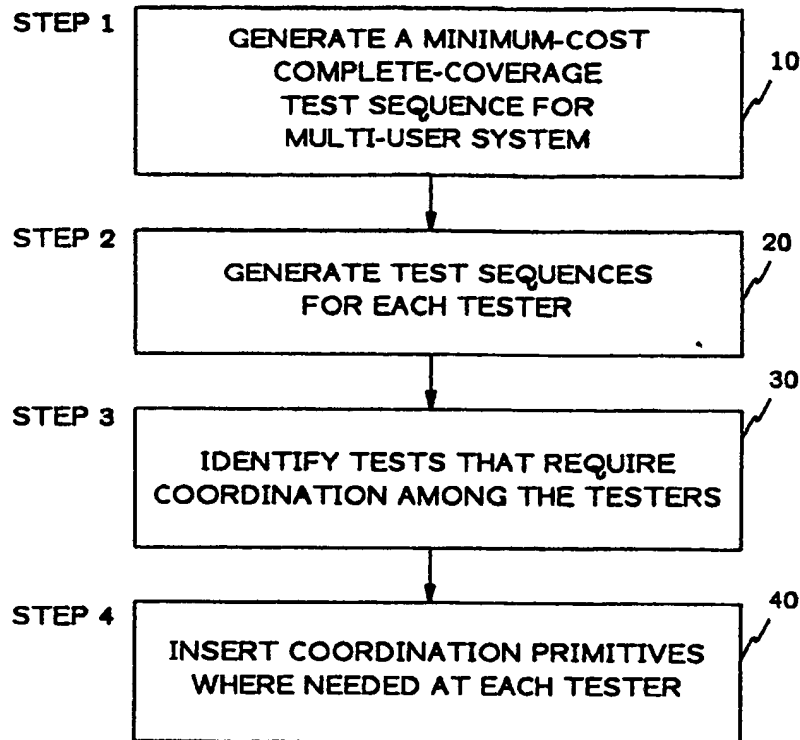 STEP 1
GENERATE A MINIMUM-COST
COMPLETE-COVERAGE
TEST SEQUENCE FOR
MULTI-USER SYSTEM
10
STEP 2
GENERATE TEST SEQUENCES
FOR EACH TESTER
20
STEP 3
IDENTIFY TESTS THAT REQUIRE
COORDINATION AMONG THE TESTERS
30
STEP 4
INSERT COORDINATION PRIMITIVES
WHERE NEEDED AT EACH TESTER
40